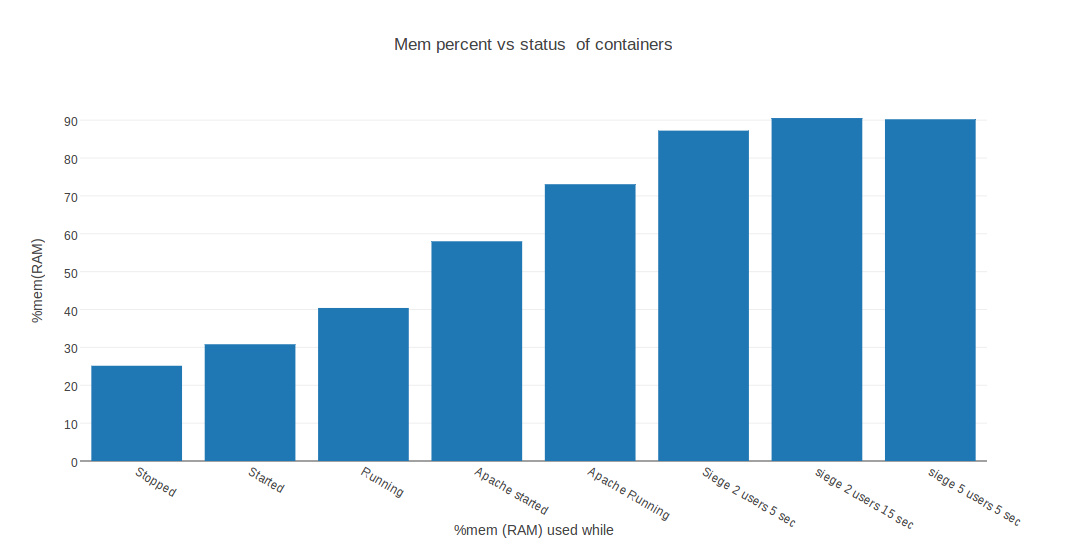 Mem percent vs status  of containers
%mem(RAM)
90
80
70
60
50
40
30
20
10
0
Stopped
Started
Running
Apache started
Apache Running
Siege 2 users 5 sec
siege 2 users 15 sec
siege 5 users 5 sec
%mem (RAM) used while